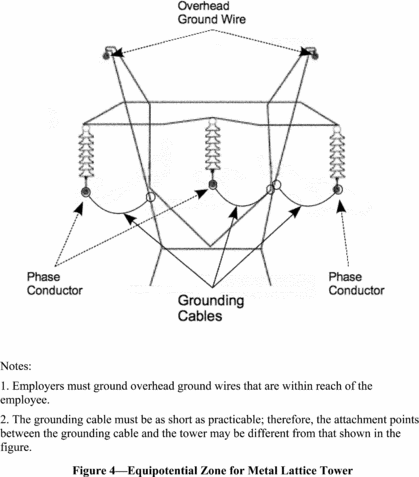 Overhead
Ground Wire
Phase
Conductor
Grounding
Cables
Phase
Conductor
Notes:
1. Employers must ground overhead ground wires that are within reach of the
employee.
2. The grounding cable must be as short as practicable; therefore, the attachment points
between the grounding cable and the tower may be different from that shown in the
figure.
Figure 4—Equipotential Zone for Metal Lattice Tower